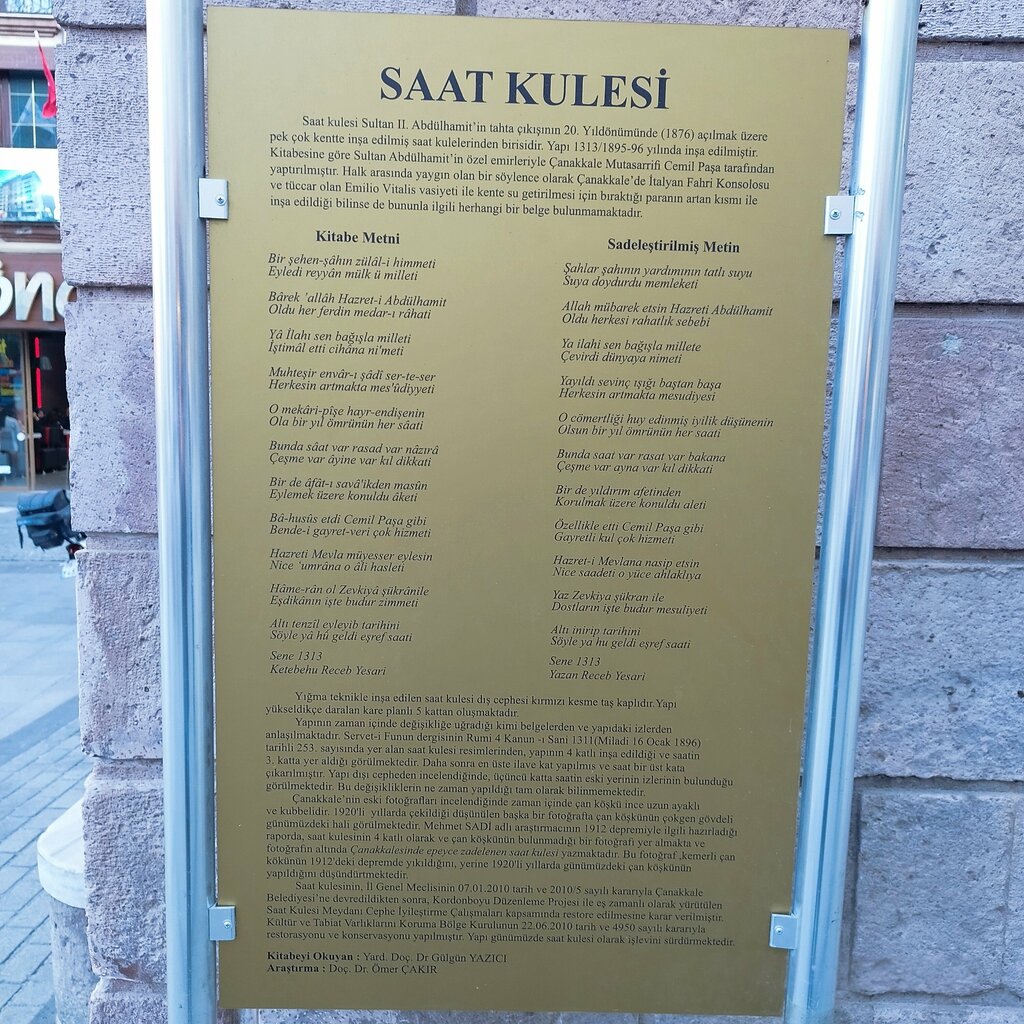 SAAT KULESİ
Saat kulesi Sultan II. Abdülhamit'in tahta çıkışının 20. Yıldönümünde (1876) açılmak üzere
pek çok kentte inşa edilmiş saat kulelerinden birisidir. Yapı 1313/1895-96 yılında inşa edilmiştir.
Kitabesine göre Sultan Abdülhamit'in özel emirleriyle Çanakkale Mutasarrıfı Cemil Paşa tarafından
yaptırılmıştır. Halk arasında yaygın olan bir söylence olarak Çanakkale'de İtalyan Fahri Konsolosu
ve tüccar olan Emilio Vitalis vasiyeti ile kente su getirilmesi için bıraktığı paranın artan kısmı ile
inşa edildiği bilinse de bununla ilgili herhangi bir belge bulunmamaktadır.
Kitabe Metni
Bir şehen-şâhın zülâl-i himmeti
Eyledi reyyân mülk ü milleti
Bârek 'allâh Hazret-i Abdülhamit
Oldu her ferdin medar-ı râhati
Yâ İlahı sen bağışla milleti
İştimâl etti cihâna ni'meti
Muhteşir envâr-ı şâdî ser-te-ser
Herkesin artmakta mes'ûdiyyeti
O mekâri-pîşe hayr-endişenin
Ola bir yıl ömrünün her sâati
Bunda sâat var rasad var nâzırâ
Çeşme var âyine var kıl dikkati
Bir de âfât-ı savâ'ikden masûn
Eylemek üzere konuldu âketi
Bâ-husüs etdi Cemil Paşa gibi
Bende-i gayret-veri çok hizmeti
Hazreti Mevla müyesser eylesin
Nice 'umrâna o âli hasleti
Hâme-rân ol Zevkiyâ şükrânile
Eşdikânın işte budur zimmeti
Altı tenzîl eyleyib tarihini
Söyle yâ hû geldi eşref saati
Sene 1313
Ketebehu Receb Yesari
Sadeleştirilmiş Metin
Şahlar şahının yardımının tatlı suyu
Suya doydurdu memleketi
Allah mübarek etsin Hazreti Abdülhamit
Oldu herkesi rahatlık sebebi
Ya ilahi sen bağışla millete
Çevirdi dünyaya nimeti
Yayıldı sevinç ışığı baştan başa
Herkesin artmakta mesudiyesi
O cömertliği huy edinmiş iyilik düşünenin
Olsun bir yıl ömrünün her saati
Bunda saat var rasat var bakana
Çeşme var ayna var kıl dikkati
Bir de yıldırım afetinden
Korulmak üzere konuldu aleti
Özellikle etti Cemil Paşa gibi
Gayretli kul çok hizmeti
Hazret-i Mevlana nasip etsin
Nice saadeti o yüce ahlaklıya
Yaz Zevkiya şükran ile
Dostların işte budur mesuliyeti
Altı inirip tarihini
Söyle ya hu geldi eşref saati
Sene 1313
Yazan Receb Yesari
Yığma teknikle inşa edilen saat kulesi dış cephesi kırmızı kesme taş kaplıdır.Yapı
yükseldikçe daralan kare planlı 5 kattan oluşmaktadır.
Yapının zaman içinde değişikliğe uğradığı kimi belgelerden ve yapıdaki izlerden
anlaşılmaktadır. Servet-i Funun dergisinin Rumi 4 Kanun -ı Sani 1311(Miladi 16 Ocak 1896)
tarihli 253. sayısında yer alan saat kulesi resimlerinden, yapının 4 katlı inşa edildiği ve saatin
3. katta yer aldığı görülmektedir. Daha sonra en üste ilave kat yapılmış ve saat bir üst kata
çıkarılmıştır. Yapı dışı cepheden incelendiğinde, üçüncü katta saatin eski yerinin izlerinin bulunduğu
görülmektedir. Bu değişikliklerin ne zaman yapıldığı tam olarak bilinmemektedir.
Çanakkale'nin eski fotoğrafları incelendiğinde zaman içinde çan köşkü ince uzun ayaklı
ve kubbelidir. 1920'li yıllarda çekildiği düşünülen başka bir fotoğrafta çan köşkünün çokgen gövdeli
günümüzdeki hali görülmektedir. Mehmet SADİ adlı araştırmacının 1912 depremiyle ilgili hazırladığı
raporda, saat kulesinin 4 katlı olarak ve çan köşkünün bulunmadığı bir fotoğrafı yer almakta ve
fotoğrafın altında Çanakkalesinde epeyce zadelenen saat kulesi yazmaktadır. Bu fotoğraf ,kemerli çan
kökünün 1912'deki depremde yıkıldığını, yerine 1920'li yıllarda günümüzdeki çan köşkünün
yapıldığını düşündürtmektedir.
Saat kulesinin, İl Genel Meclisinin 07.01.2010 tarih ve 2010/5 sayılı kararıyla Çanakkale
Belediyesi'ne devredildikten sonra, Kordonboyu Düzenleme Projesi ile eş zamanlı olarak yürütülen
Saat Kulesi Meydanı Cephe İyileştirme Çalışmaları kapsamında restore edilmesine karar verilmiştir.
Kültür ve Tabiat Varlıklarını Koruma Bölge Kurulunun 22.06.2010 tarih ve 4950 sayılı kararıyla
restorasyonu ve konservasyonu yapılmıştır. Yapı günümüzde saat kulesi olarak işlevini sürdürmektedir.
Kitabeyi Okuyan : Yard. Doç. Dr Gülgün YAZICI
Araştırma : Doç. Dr. Ömer ÇAKIR